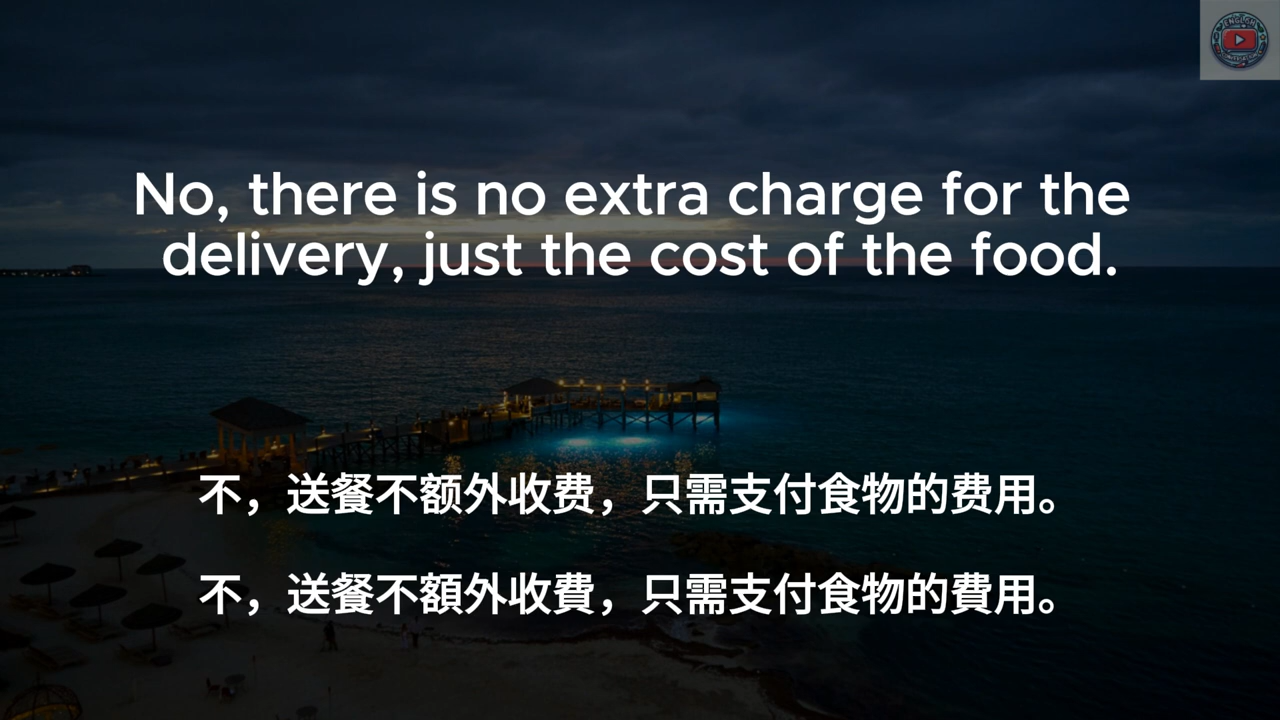 No, there is no extra charge for the
delivery, just the cost of the food.
不，送餐不额外收费，只需支付食物的费用。
不，送餐不額外收費，只需支付食物的費用。